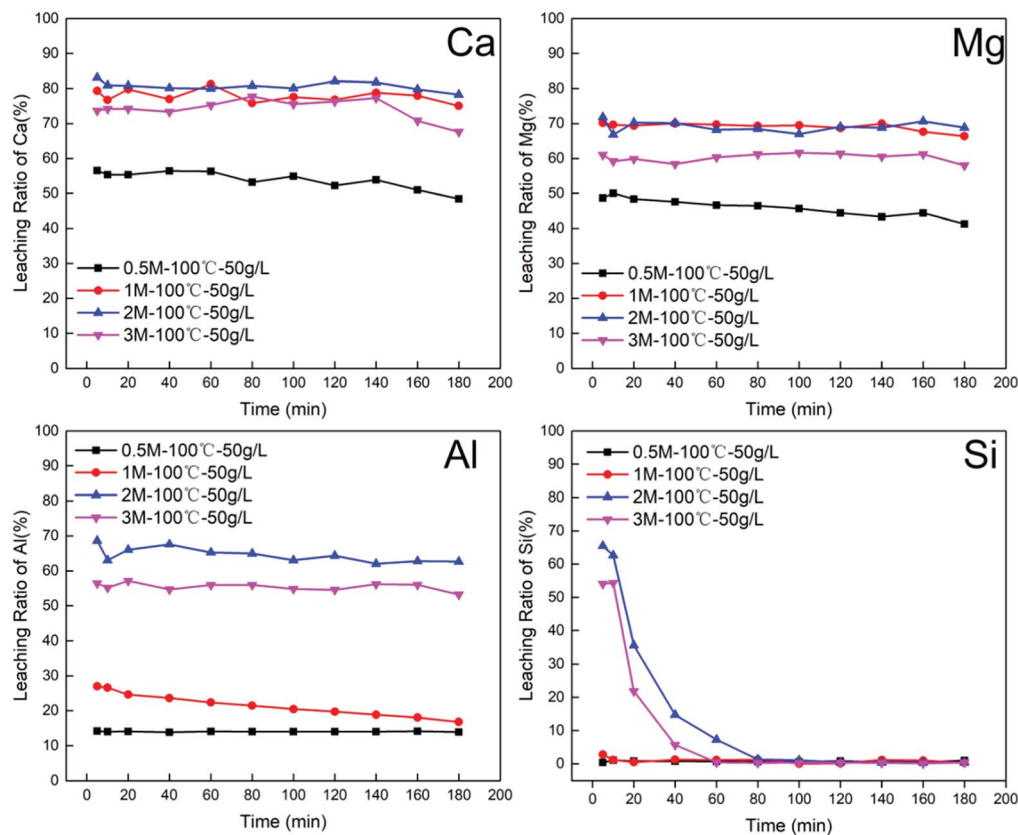 Ca
Leaching Ratio of Ca(%)
100
90
80
70
60
50
40
30
20
10
0
0.5M-100℃-50g/L
1M-100℃-50g/L
2M-100℃-50g/L
3M-100℃-50g/L
0 20 40 60 80 100 120 140 160 180 200
Time (min)
Mg
Leaching Ratio of Mg(%)
100
90
80
70
60
50
40
30
20
10
0
0.5M-100℃-50g/L
1M-100℃-50g/L
2M-100℃-50g/L
3M-100℃-50g/L
0 20 40 60 80 100 120 140 160 180 200
Time (min)
Al
Leaching Ratio of Al(%)
100
90
80
70
60
50
40
30
20
10
0
0.5M-100℃-50g/L
1M-100℃-50g/L
2M-100℃-50g/L
3M-100℃-50g/L
0 20 40 60 80 100 120 140 160 180 200
Time (min)
Si
Leaching Ratio of Si(%)
100
90
80
70
60
50
40
30
20
10
0
0.5M-100℃-50g/L
1M-100℃-50g/L
2M-100℃-50g/L
3M-100℃-50g/L
0 20 40 60 80 100 120 140 160 180 200
Time (min)